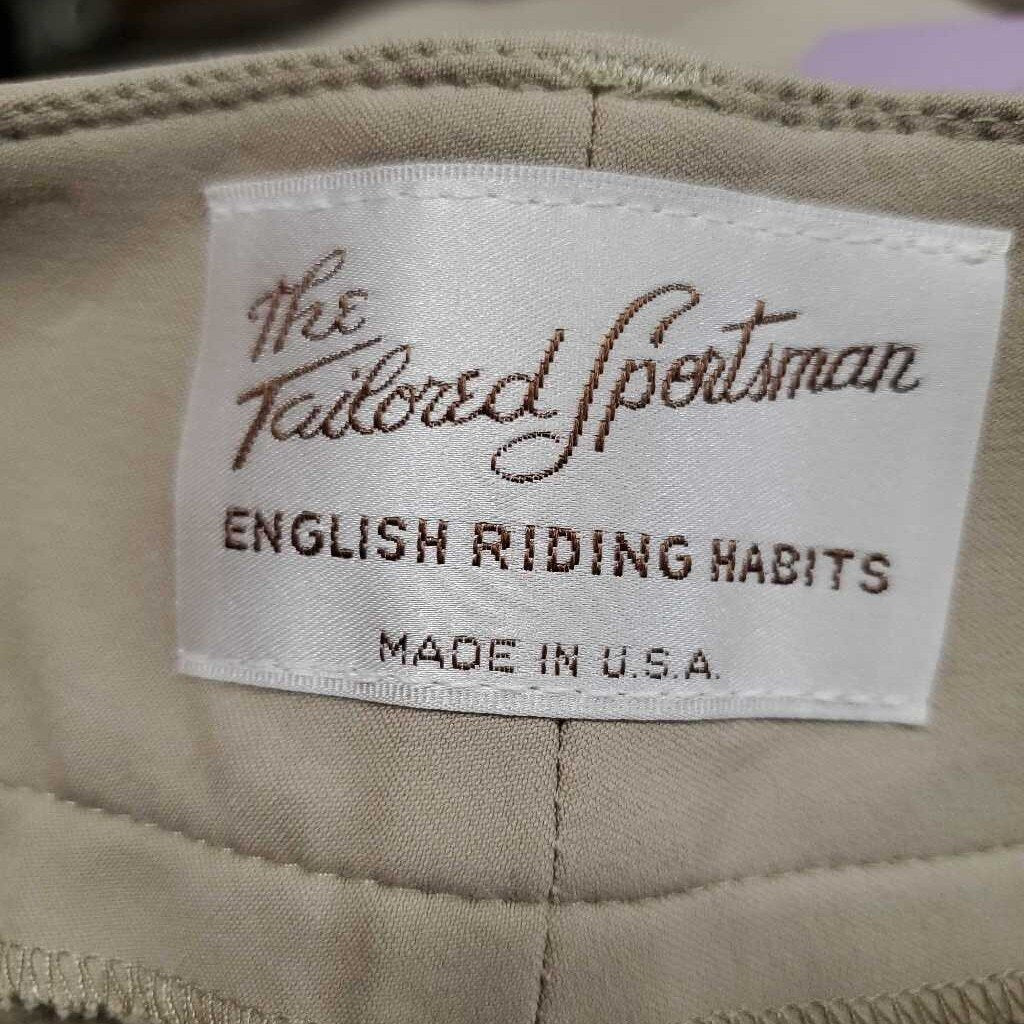 The
Tailored Sportsman
ENGLISH RIDING HABITS
MADE IN U.S.A.